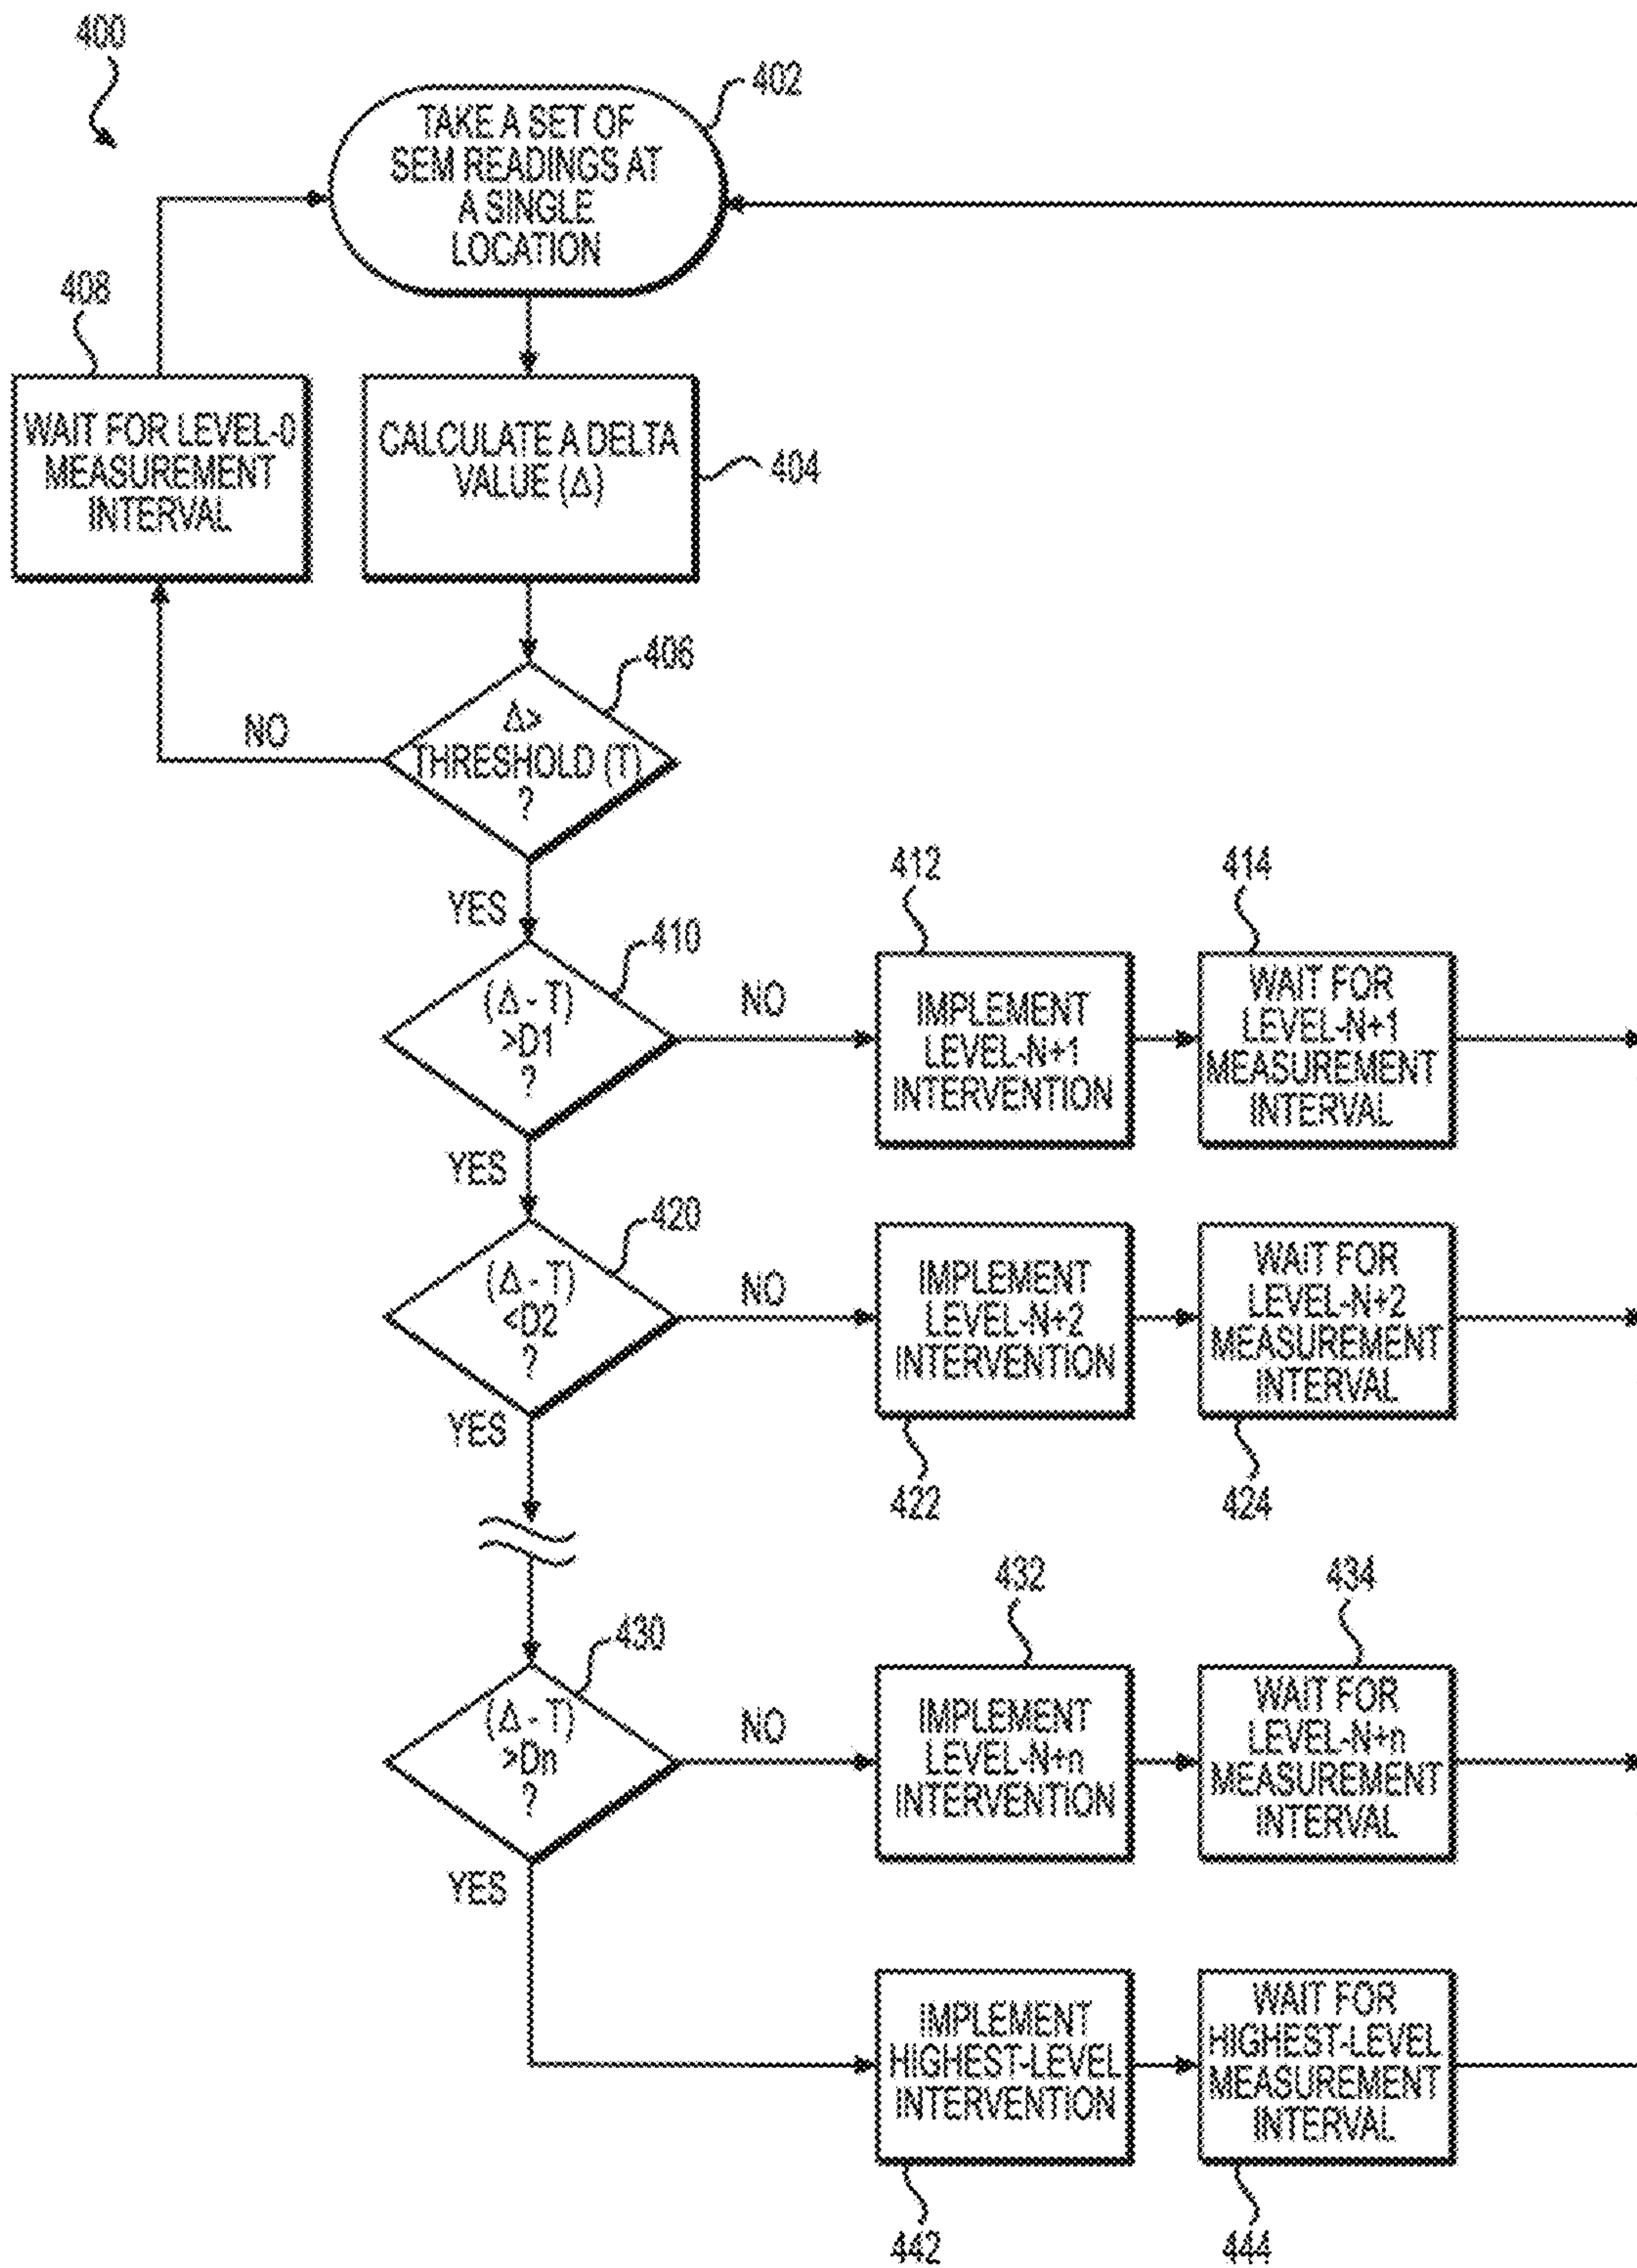 400
402
TAKE A SET OF
SEM READINGS AT
A SINGLE
LOCATION
408
WAIT FOR LEVEL-0
MEASUREMENT
INTERVAL
CALCULATE A DELTA
VALUE (Δ)
404
406
Δ>
THRESHOLD (T)
?
NO
YES
410
(Δ - T)
>D1
?
NO
412
IMPLEMENT
LEVEL-N+1
INTERVENTION
414
WAIT FOR
LEVEL-N+1
MEASUREMENT
INTERVAL
YES
420
(Δ - T)
<D2
?
NO
IMPLEMENT
LEVEL-N+2
INTERVENTION
422
WAIT FOR
LEVEL-N+2
MEASUREMENT
INTERVAL
424
YES
430
(Δ - T)
>Dn
?
NO
432
IMPLEMENT
LEVEL-N+n
INTERVENTION
434
WAIT FOR
LEVEL-N+n
MEASUREMENT
INTERVAL
YES
IMPLEMENT
HIGHEST-LEVEL
INTERVENTION
442
WAIT FOR
HIGHEST-LEVEL
MEASUREMENT
INTERVAL
444